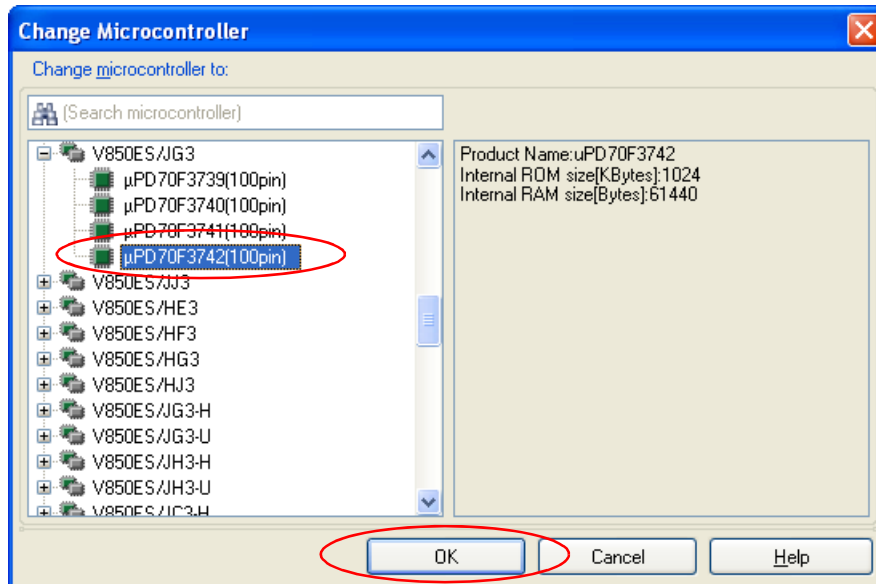 Change Microcontroller
Change microcontroller to:
(Search microcontroller)
V850ES/JG3
µPD70F3739(100pin)
µPD70F3740(100pin)
µPD70F3741(100pin)
µPD70F3742(100pin)
V850ES/JJ3
V850ES/HE3
V850ES/HF3
V850ES/HG3
V850ES/HJ3
V850ES/JG3-H
V850ES/JG3-U
V850ES/JH3-H
V850ES/JH3-U
V850ES/JC3-H
Product Name:uPD70F3742
Internal ROM size[KBytes]:1024
Internal RAM size[Bytes]:61440
OK
Cancel
Help